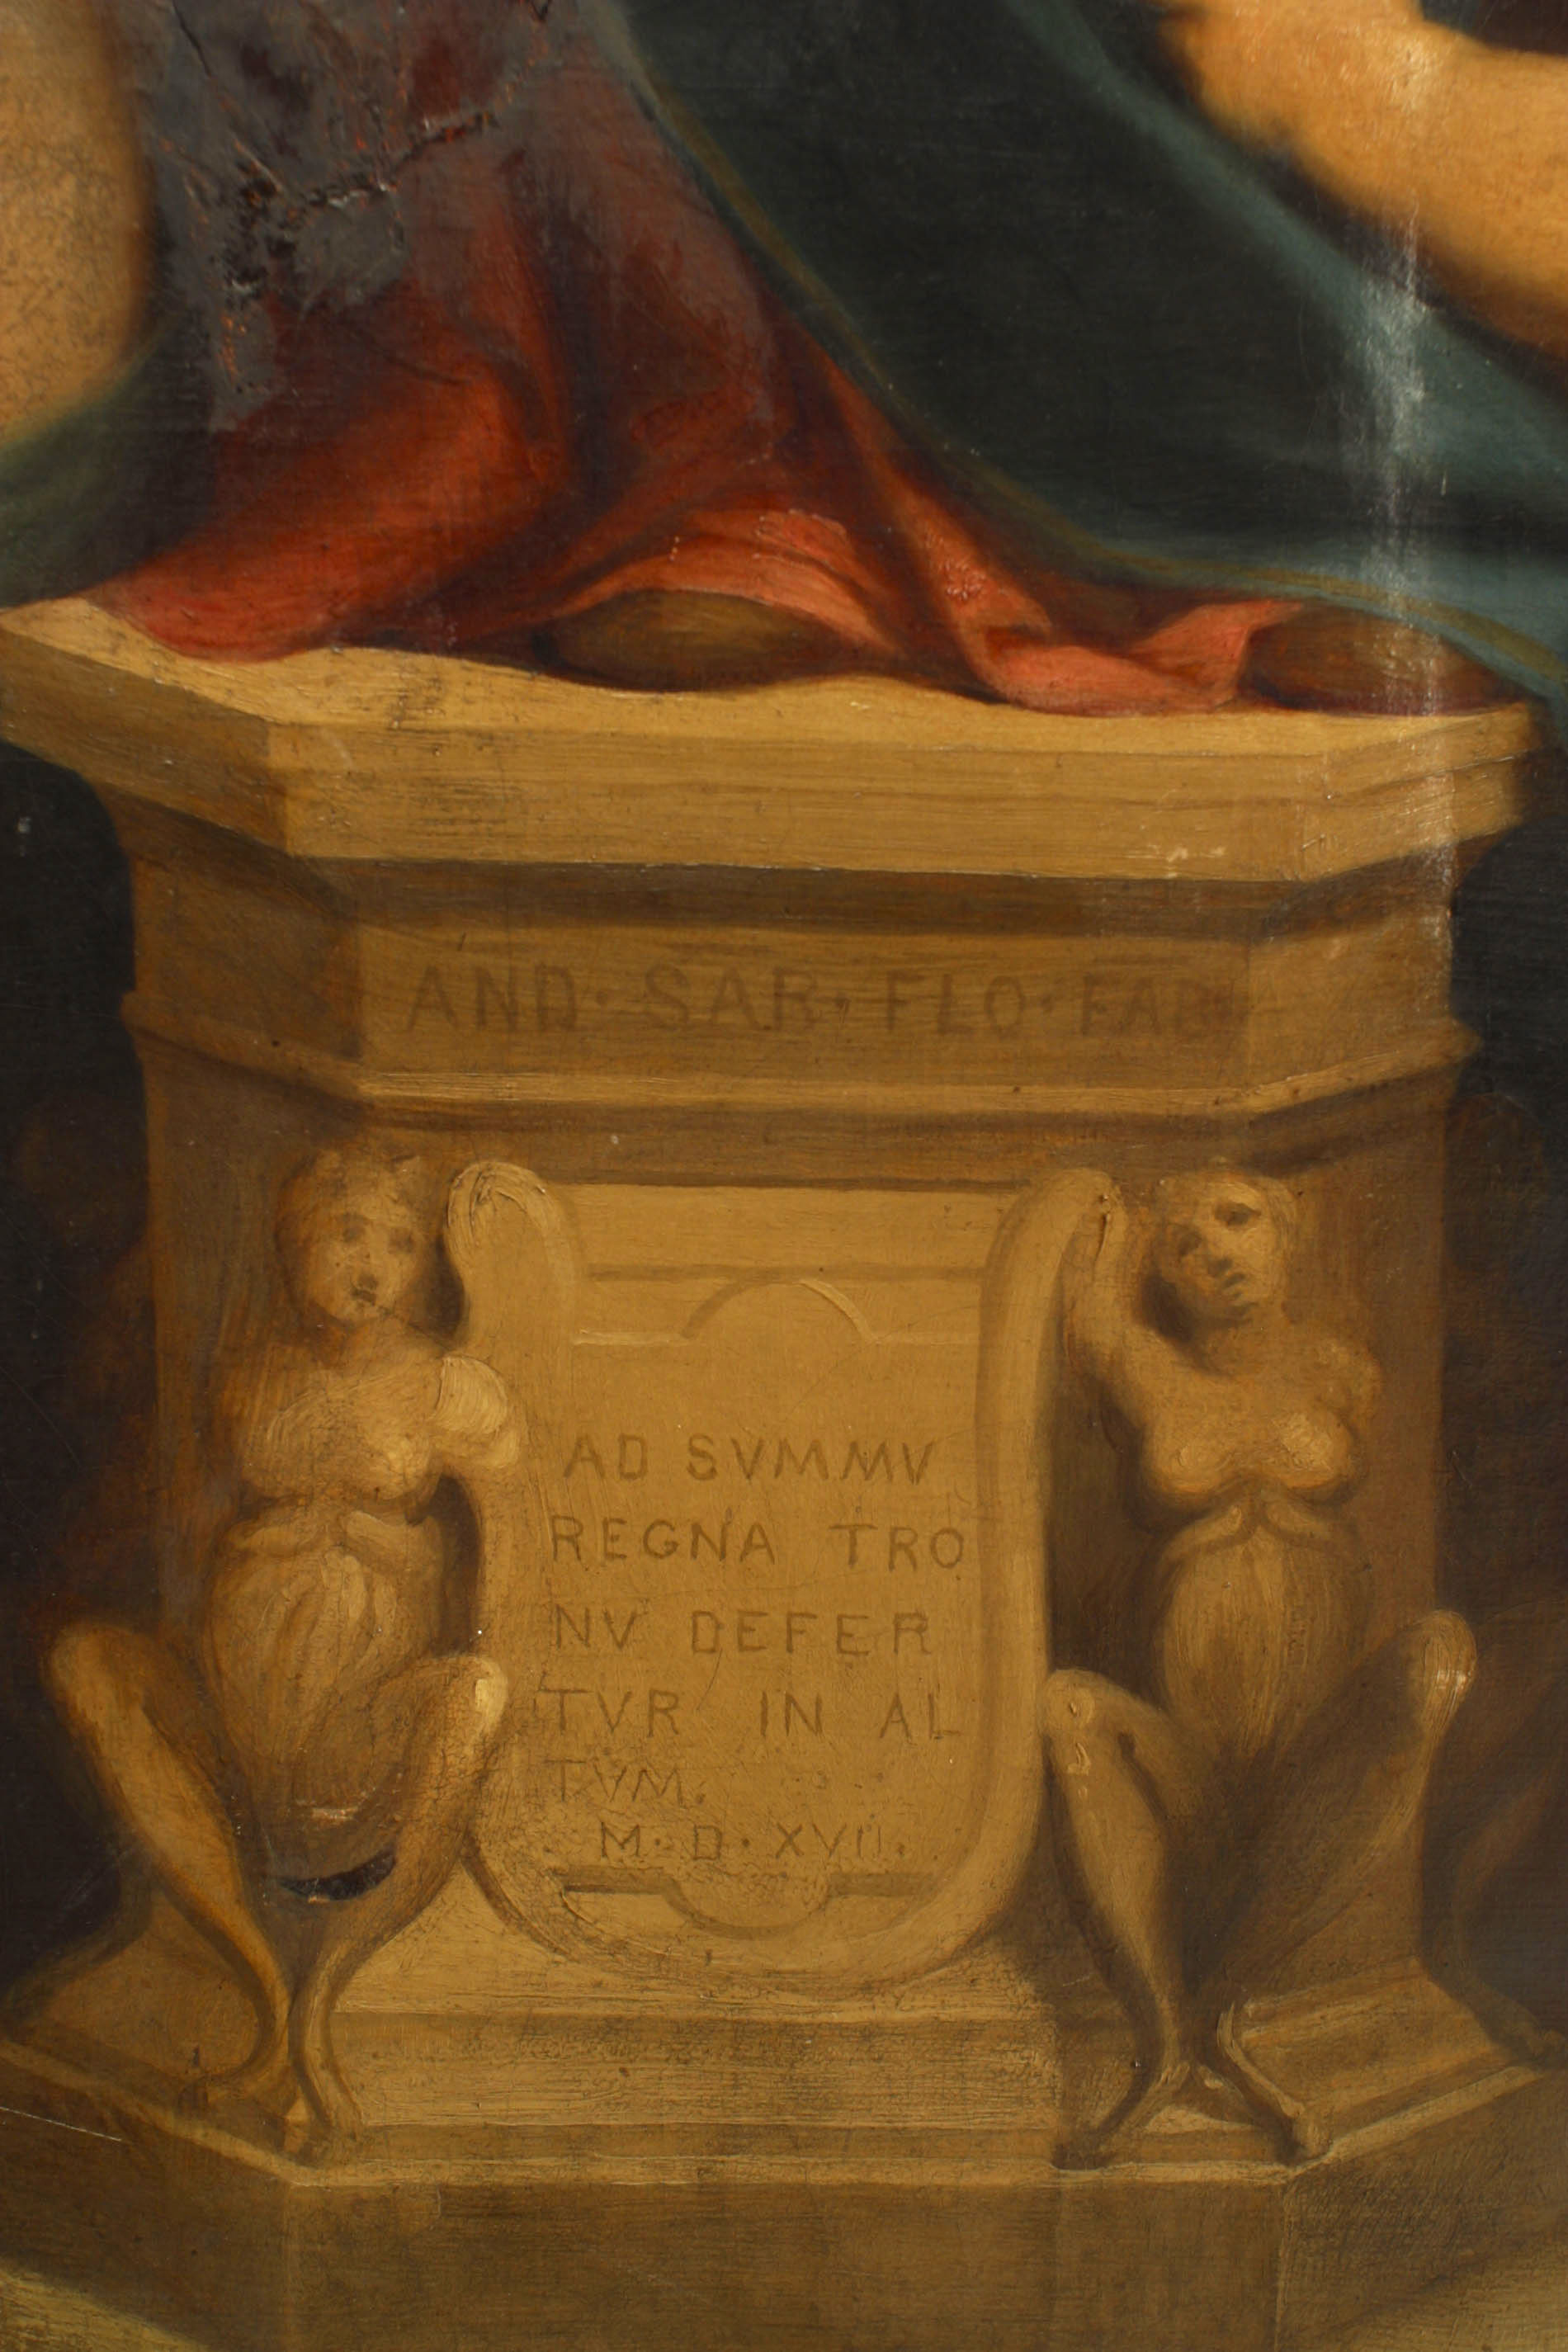 AND · SAR · FLO · FAB
AD SVMMV
REGNA TRO
NV DEFER
TVR IN AL
TVM.
M · D · XVII.